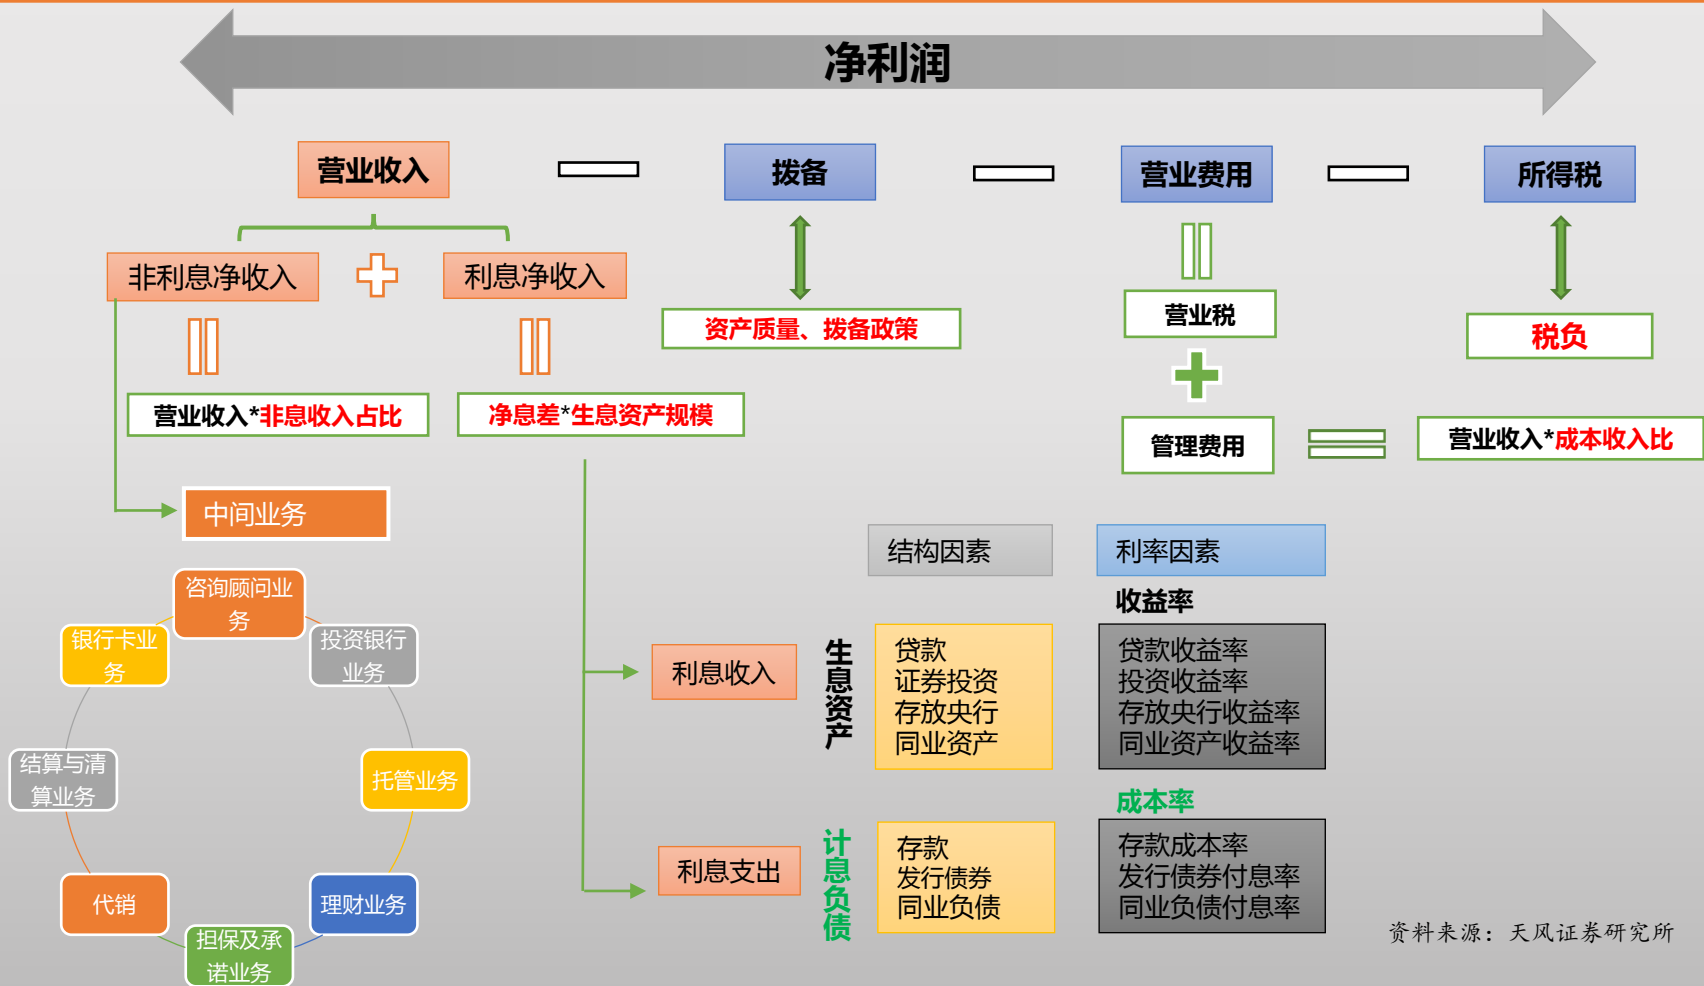 净利润
营业收入
拨备
营业费用
所得税
非利息净收入
利息净收入
资产质量、拨备政策
营业税
税负
营业收入*非息收入占比
净息差*生息资产规模
管理费用
营业收入*成本收入比
中间业务
咨询顾问业
务
投资银行
业务
托管业务
理财业务
担保及承
诺业务
代销
结算与清
算业务
银行卡业
务
结构因素
利率因素
收益率
利息收入
生息资产
贷款
证券投资
存放央行
同业资产
贷款收益率
投资收益率
存放央行收益率
同业资产收益率
成本率
利息支出
计息负债
存款
发行债券
同业负债
存款成本率
发行债券付息率
同业负债付息率
资料来源：天风证券研究所